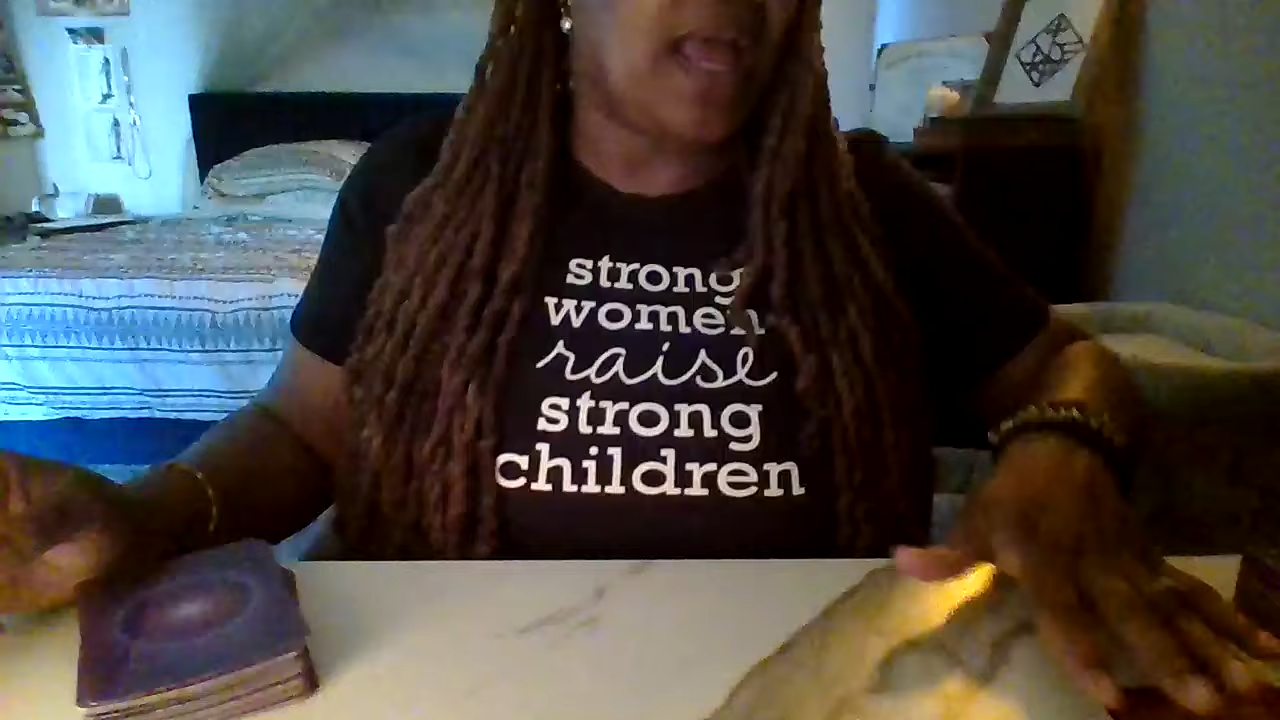 strong
women
raise
strong
children